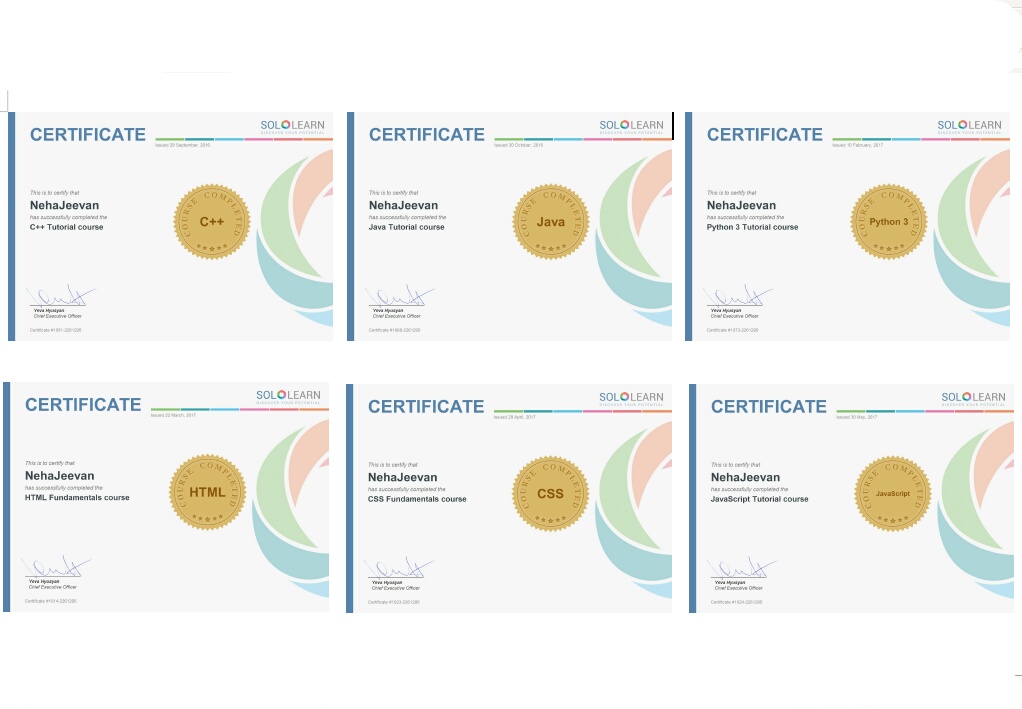 CERTIFICATE
SOLOLEARN
DISCOVER YOUR POTENTIAL
Issued 29 September, 2016
This is to certify that
NehaJeevan
has successfully completed the
C++ Tutorial course
COURSE COMPLETED
C++
Yeva Hyusyan
Chief Executive Officer
Certificate #1051-2261295
CERTIFICATE
SOLOLEARN
DISCOVER YOUR POTENTIAL
Issued 30 October, 2016
This is to certify that
NehaJeevan
has successfully completed the
Java Tutorial course
COURSE COMPLETED
Java
Yeva Hyusyan
Chief Executive Officer
Certificate #1068-2261295
CERTIFICATE
SOLOLEARN
DISCOVER YOUR POTENTIAL
Issued 10 February, 2017
This is to certify that
NehaJeevan
has successfully completed the
Python 3 Tutorial course
COURSE COMPLETED
Python 3
Yeva Hyusyan
Chief Executive Officer
Certificate #1073-2261295
CERTIFICATE
SOLOLEARN
DISCOVER YOUR POTENTIAL
Issued 22 March, 2017
This is to certify that
NehaJeevan
has successfully completed the
HTML Fundamentals course
COURSE COMPLETED
HTML
Yeva Hyusyan
Chief Executive Officer
Certificate #1014-2261295
CERTIFICATE
SOLOLEARN
DISCOVER YOUR POTENTIAL
Issued 28 April, 2017
This is to certify that
NehaJeevan
has successfully completed the
CSS Fundamentals course
COURSE COMPLETED
CSS
Yeva Hyusyan
Chief Executive Officer
Certificate #1023-2261295
CERTIFICATE
SOLOLEARN
DISCOVER YOUR POTENTIAL
Issued 30 May, 2017
This is to certify that
NehaJeevan
has successfully completed the
JavaScript Tutorial course
COURSE COMPLETED
JavaScript
Yeva Hyusyan
Chief Executive Officer
Certificate #1024-2261295